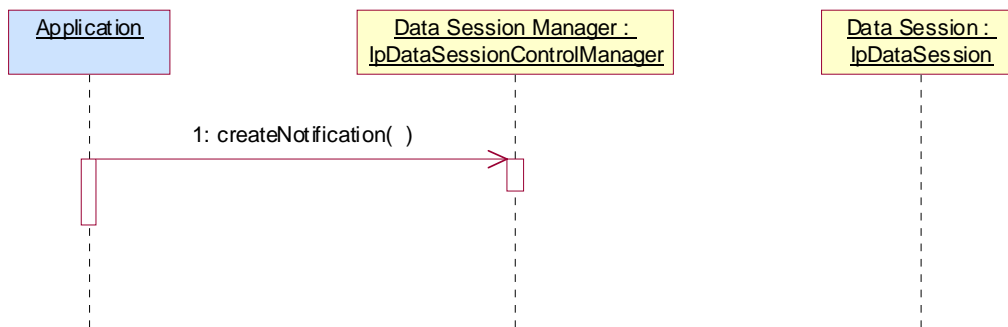 Application
Data Session Manager :
IpDataSessionControlManager
Data Session :
IpDataSession
1: createNotification( )